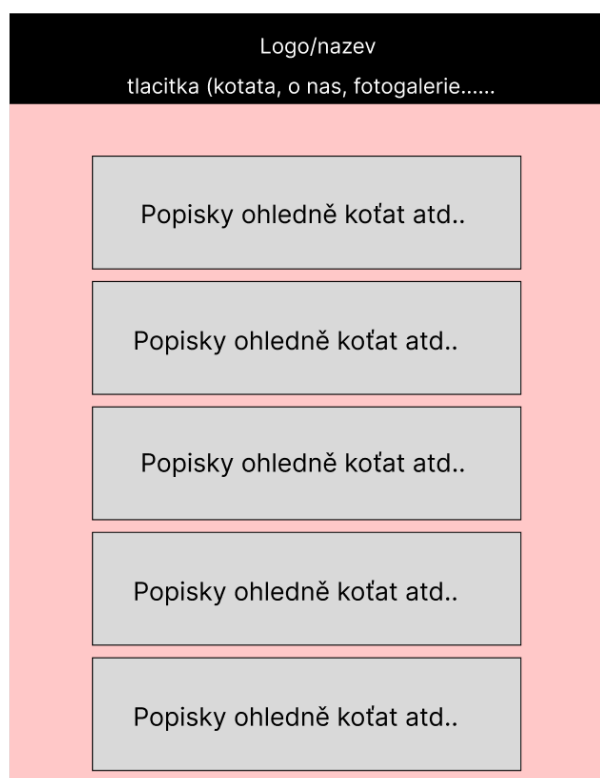 Logo/nazev
tlacitka (kotata, o nas, fotogalerie......
Popisky ohledně koťat atd..
Popisky ohledně koťat atd..
Popisky ohledně koťat atd..
Popisky ohledně koťat atd..
Popisky ohledně koťat atd..